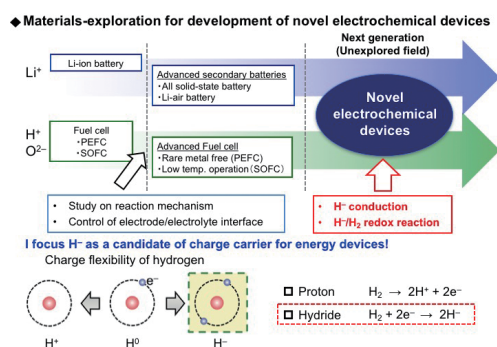 ◆ Materials-exploration for development of novel electrochemical devices
Next generation
(Unexplored field)
Li⁺
Li-ion battery
Advanced secondary batteries
・All solid-state battery
・Li-air battery
Novel
electrochemical
devices
H⁺
O²⁻
Fuel cell
・PEFC
・SOFC
Advanced Fuel cell
・Rare metal free (PEFC)
・Low temp. operation (SOFC)
• Study on reaction mechanism
• Control of electrode/electrolyte interface
• H⁻ conduction
• H⁻/H₂ redox reaction
I focus H⁻ as a candidate of charge carrier for energy devices!
Charge flexibility of hydrogen
e⁻
H⁺
H⁰
H⁻
Proton H₂ → 2H⁺ + 2e⁻
Hydride H₂ + 2e⁻ → 2H⁻